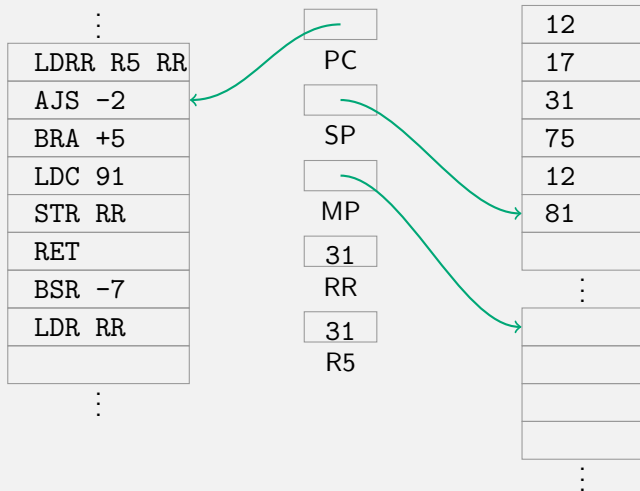 LDRR R5 RR
AJS -2
BRA +5
LDC 91
STR RR
RET
BSR -7
LDR RR
PC
SP
MP
31
RR
31
R5
12
17
31
75
12
81